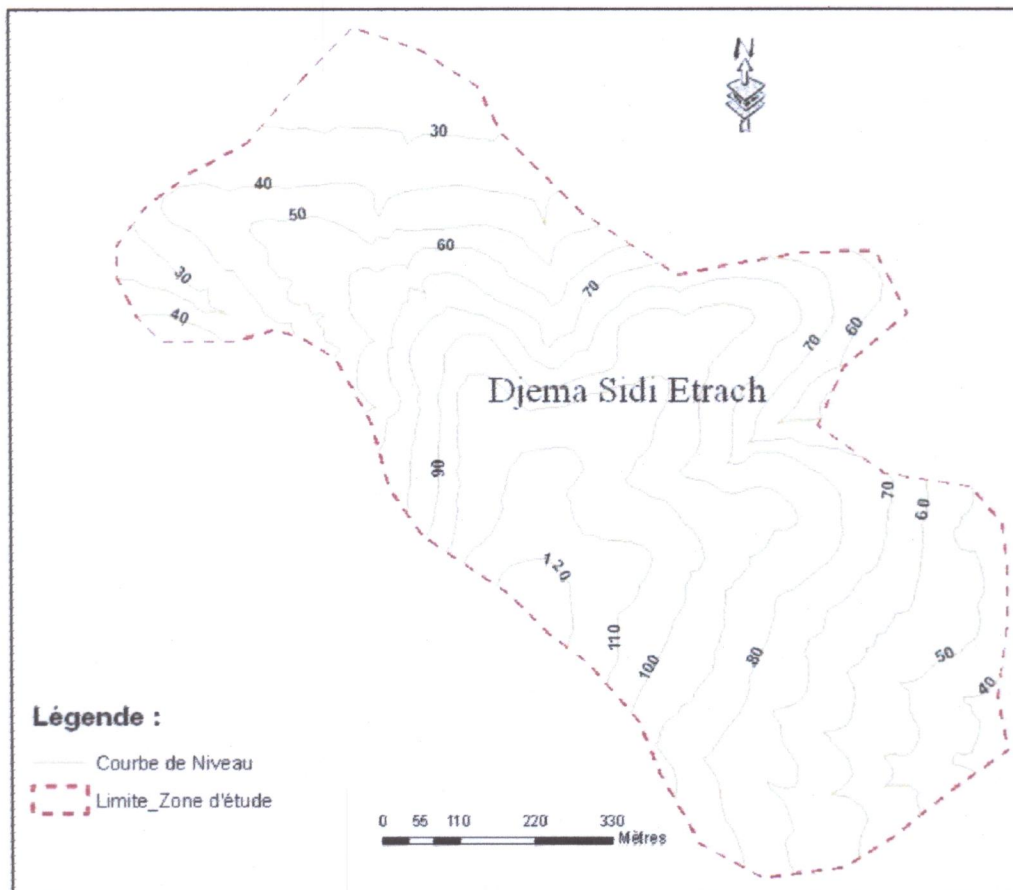 N
30
40
50
60
30
70
40
70
60
Djema Sidi Etrach
90
70
60
120
110
100
80
50
40
Légende :
Courbe de Niveau
Limite_Zone d'étude
0 55 110 220 330
Mètres